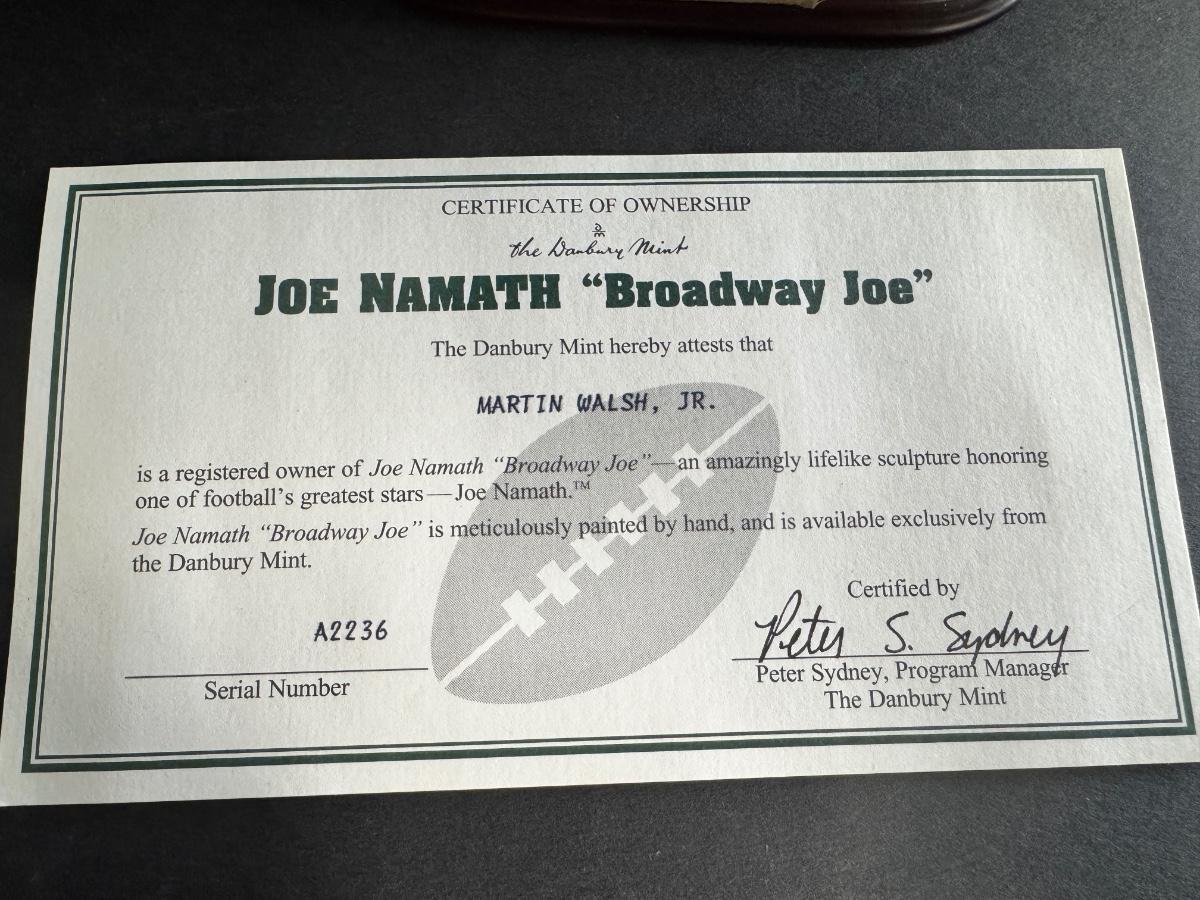 CERTIFICATE OF OWNERSHIP
the Danbury Mint
JOE NAMATH “Broadway Joe”
The Danbury Mint hereby attests that
MARTIN WALSH, JR.
is a registered owner of Joe Namath “Broadway Joe”—an amazingly lifelike sculpture honoring
one of football’s greatest stars—Joe Namath.™
Joe Namath “Broadway Joe” is meticulously painted by hand, and is available exclusively from
the Danbury Mint.
Certified by
A2236
Peter S. Sydney
Serial Number
Peter Sydney, Program Manager
The Danbury Mint